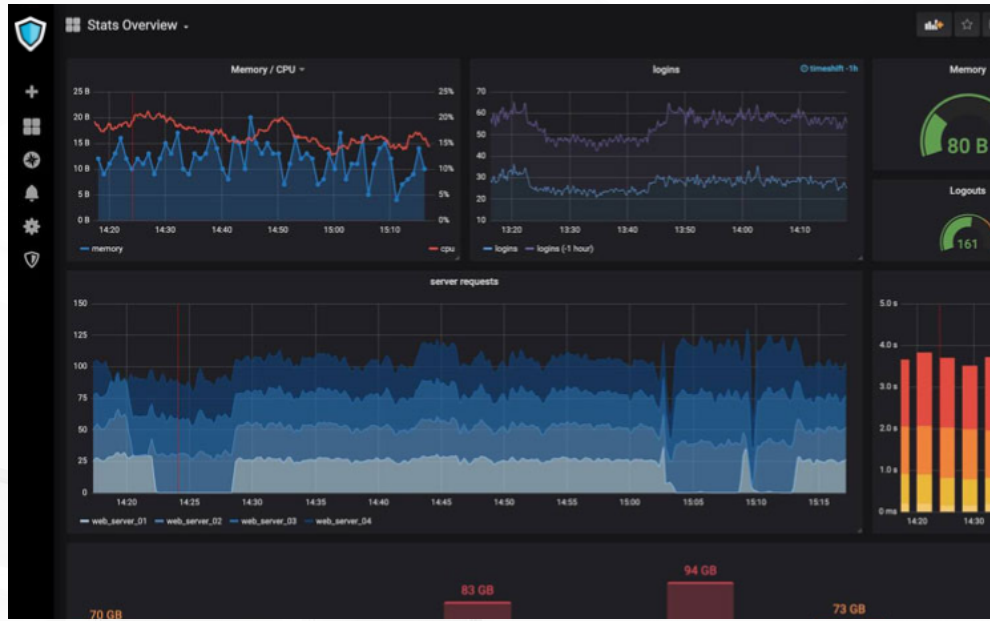 Stats Overview
Memory / CPU
25 B
20 B
15 B
10 B
5 B
0 B
25%
20%
15%
10%
5%
0%
14:20 14:30 14:40 14:50 15:00 15:10
memory cpu
logins
timeshift -1h
70
60
50
40
30
20
10
13:20 13:30 13:40 13:50 14:00 14:10
logins logins (-1 hour)
Memory
80 B
Logouts
161
server requests
150
125
100
75
50
25
0
14:20 14:25 14:30 14:35 14:40 14:45 14:50 14:55 15:00 15:05 15:10 15:15
web_server_01 web_server_02 web_server_03 web_server_04
5.0 s
4.0 s
3.0 s
2.0 s
1.0 s
0 ms
14:20 14:30
70 GB
83 GB
94 GB
73 GB